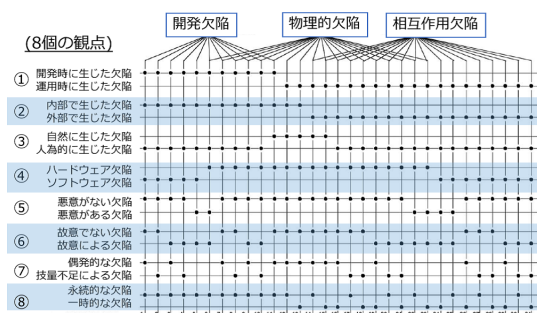 開発欠陥 物理的欠陥 相互作用欠陥
(8個の観点)
① 開発時に生じた欠陥
運用時に生じた欠陥
② 内部で生じた欠陥
外部で生じた欠陥
③ 自然に生じた欠陥
人為的に生じた欠陥
④ ハードウェア欠陥
ソフトウェア欠陥
⑤ 悪意がない欠陥
悪意がある欠陥
⑥ 故意でない欠陥
故意による欠陥
⑦ 偶発的な欠陥
技量不足による欠陥
⑧ 永続的な欠陥
一時的な欠陥